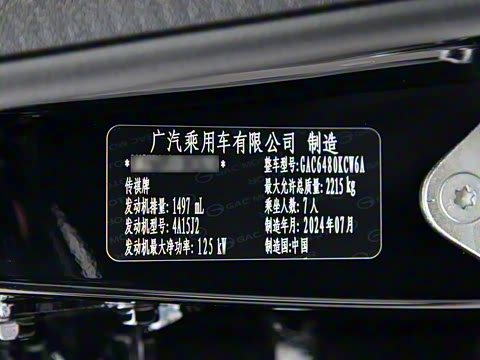 广汽乘用车有限公司 制造
* * 整车型号: GAC6480KCW6A
传祺牌 最大允许总质量: 2215 kg
发动机排量: 1497 mL 乘坐人数: 7 人
发动机型号: 4A15J2 制造年月: 2024年07月
发动机最大净功率: 125 kW 制造国: 中国